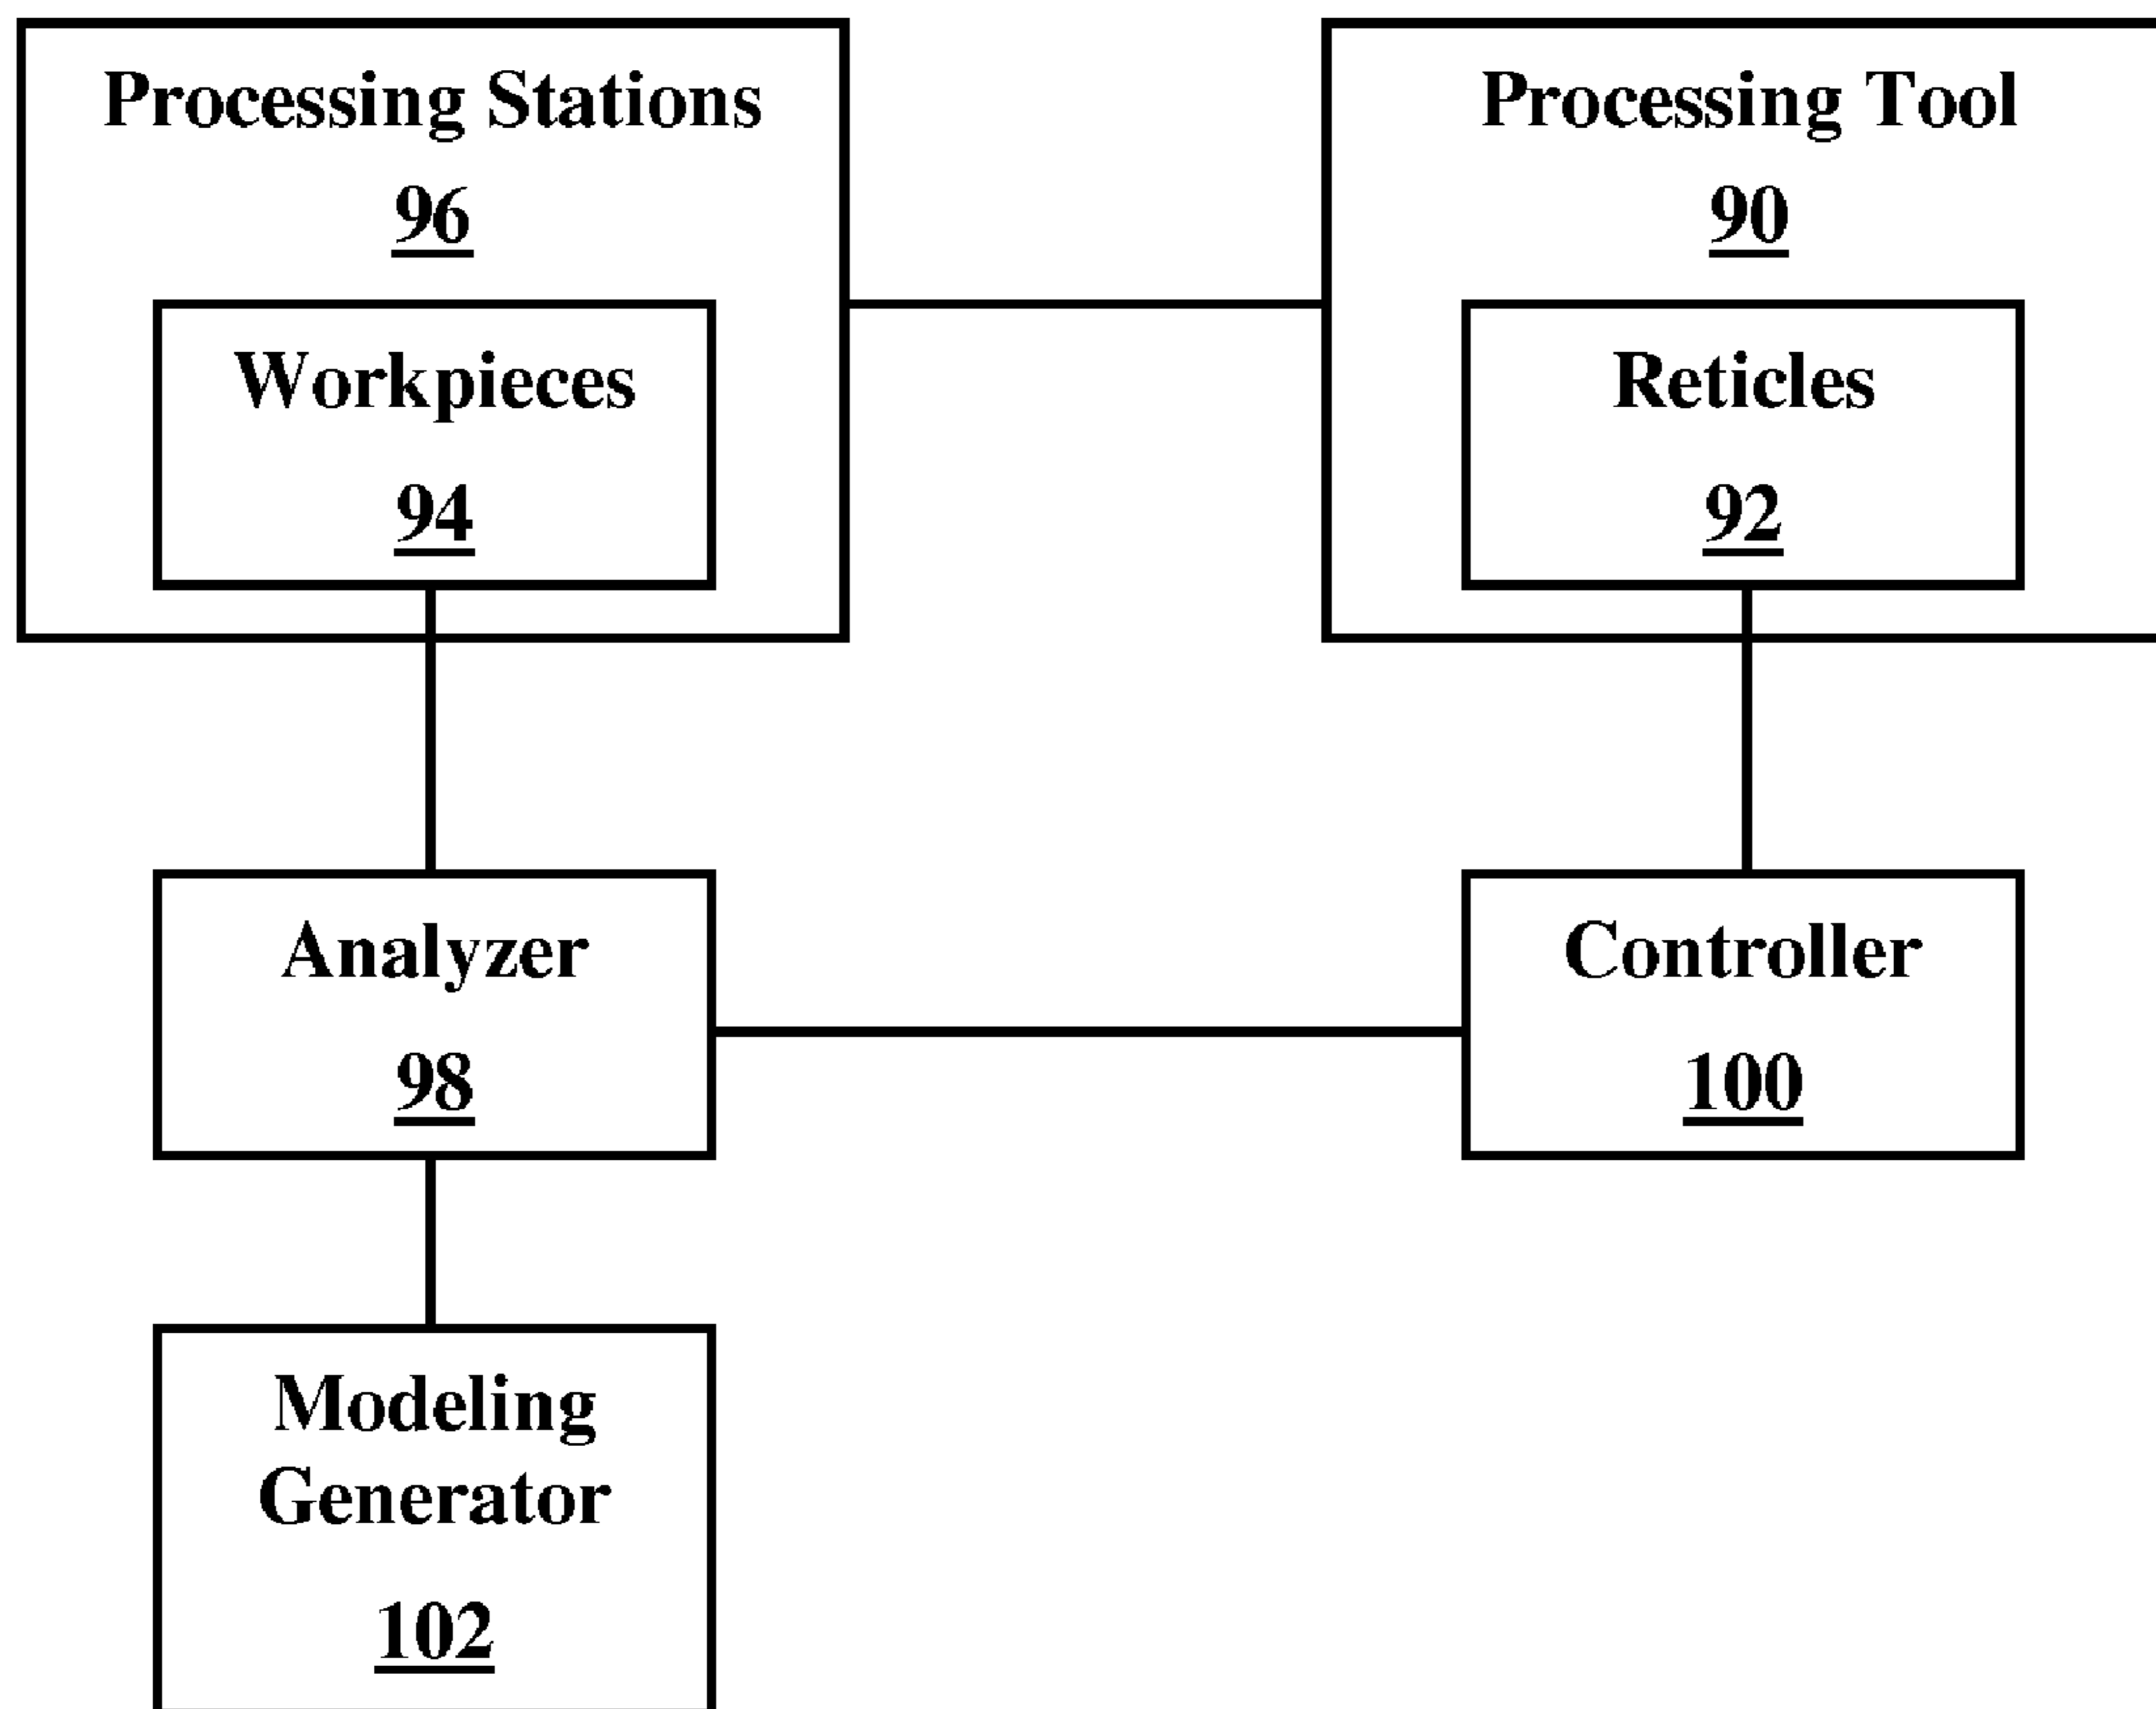 Processing Stations
96
Workpieces
94
Processing Tool
90
Reticles
92
Analyzer
98
Controller
100
Modeling
Generator
102